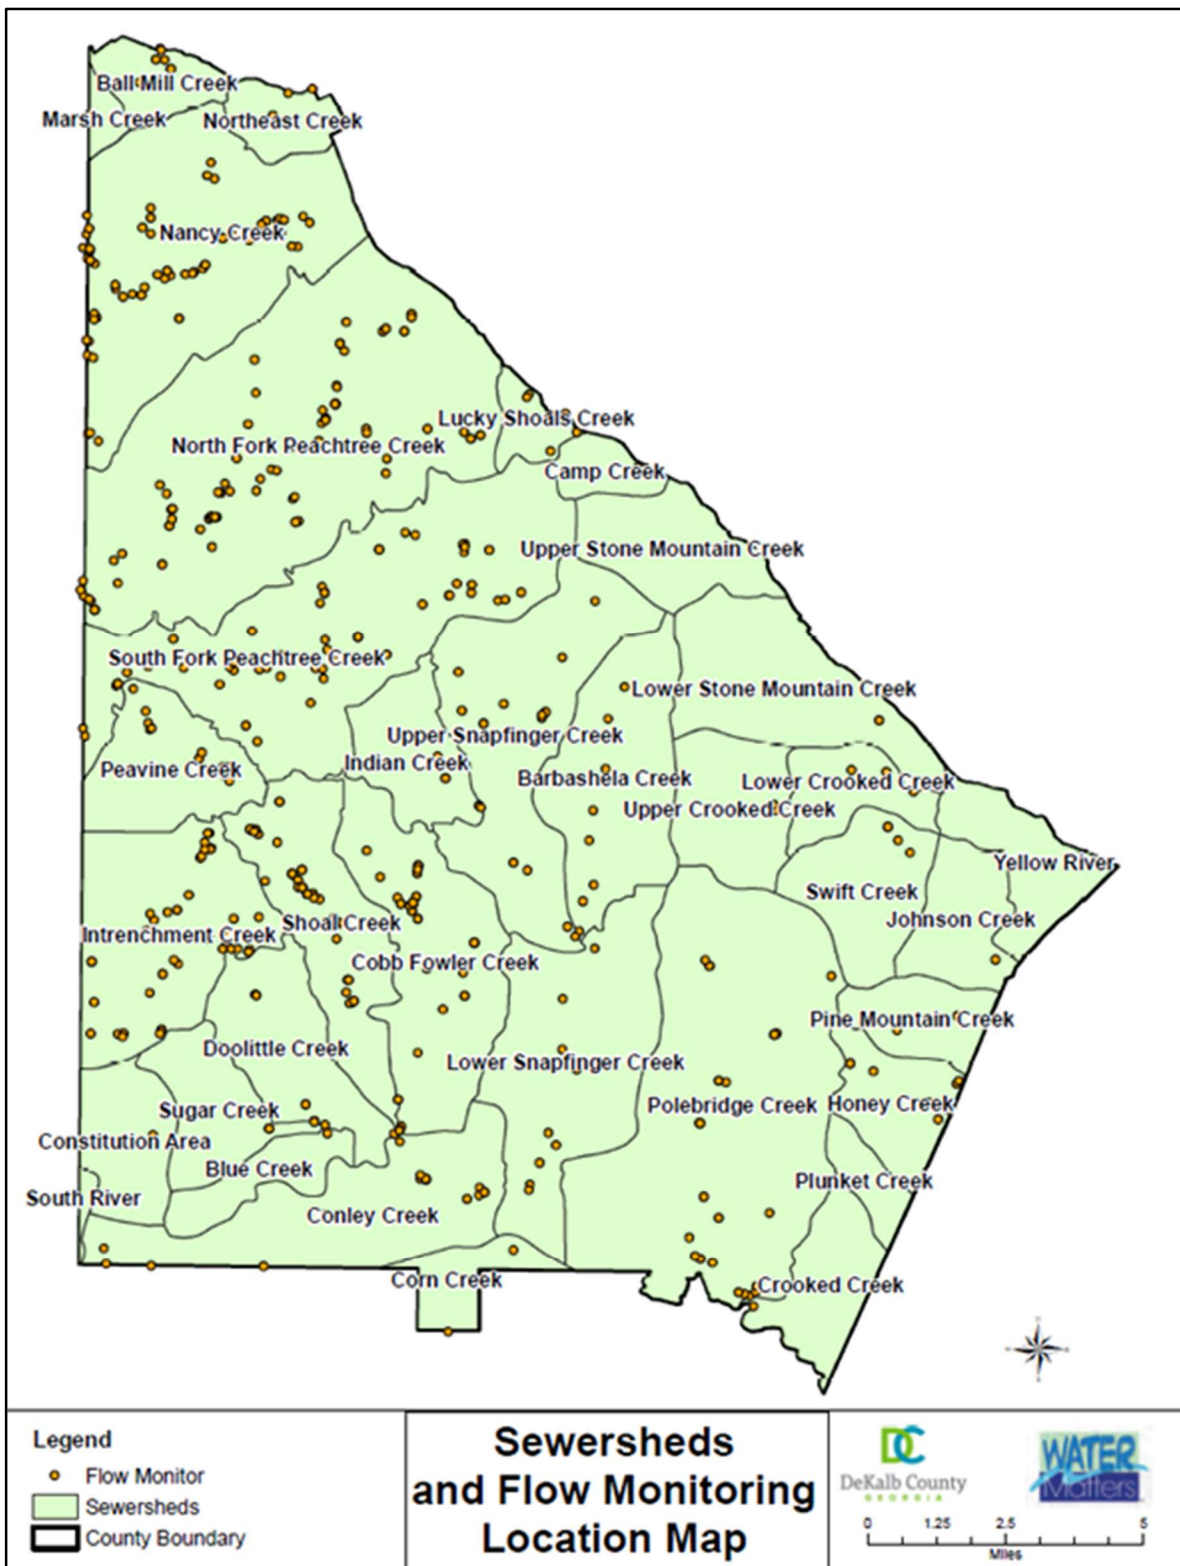 Ball Mill Creek
Marsh Creek
Northeast Creek
Nancy Creek
Lucky Shoals Creek
North Fork Peachtree Creek
Camp Creek
Upper Stone Mountain Creek
South Fork Peachtree Creek
Lower Stone Mountain Creek
Upper Snapfinger Creek
Indian Creek
Peavine Creek
Barbashela Creek
Lower Crooked Creek
Upper Crooked Creek
Yellow River
Swift Creek
Johnson Creek
Shoal Creek
Intrenchment Creek
Cobb Fowler Creek
Pine Mountain Creek
Doolittle Creek
Lower Snapfinger Creek
Polebridge Creek
Honey Creek
Sugar Creek
Constitution Area
Blue Creek
Plunket Creek
South River
Conley Creek
Corn Creek
Crooked Creek
Legend
Flow Monitor
Sewersheds
County Boundary
Sewersheds
and Flow Monitoring
Location Map
DC
DeKalb County
GEORGIA
WATER
Matters
0 1.25 2.5 5
Miles